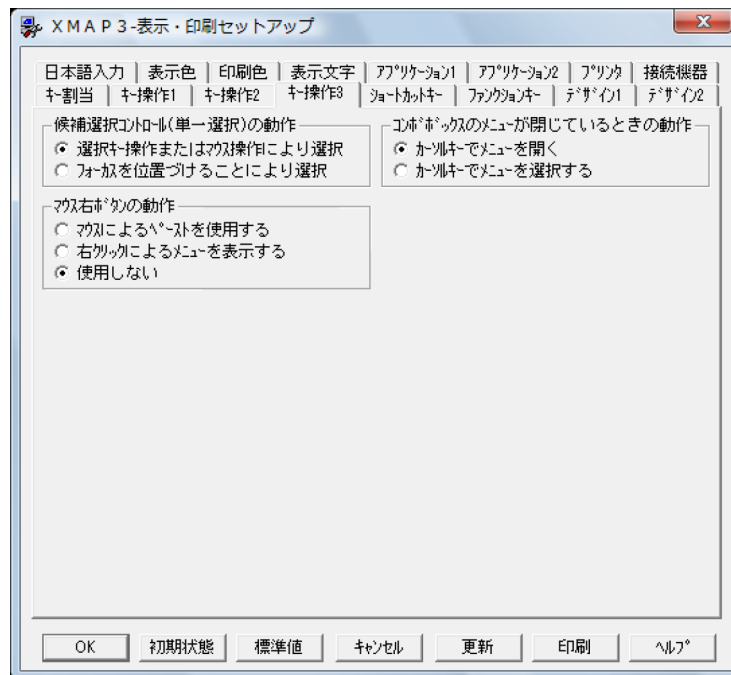 XMAP3-表示・印刷セットアップ
日本語入力 表示色 印刷色 表示文字 ｱﾌﾟﾘｹｰｼｮﾝ1 ｱﾌﾟﾘｹｰｼｮﾝ2 ﾌﾟﾘﾝﾀ 接続機器
ｷｰ割当 ｷｰ操作1 ｷｰ操作2 ｷｰ操作3 ｼｮｰﾄｶｯﾄｷｰ ﾌｧﾝｸｼｮﾝｷｰ ﾃﾞｻﾞｲﾝ1 ﾃﾞｻﾞｲﾝ2
候補選択ｺﾝﾄﾛｰﾙ(単一選択)の動作
選択ｷｰ操作またはﾏｳｽ操作により選択
ﾌｫｰｶｽを位置づけることにより選択
ｺﾝﾎﾞﾎﾞｯｸｽのﾒﾆｭｰが閉じているときの動作
ｶｰｿﾙｷｰでﾒﾆｭｰを開く
ｶｰｿﾙｷｰでﾒﾆｭｰを選択する
ﾏｳｽ右ﾎﾞﾀﾝの動作
ﾏｳｽによるﾍﾟｰｽﾄを使用する
右ｸﾘｯｸによるﾒﾆｭｰを表示する
使用しない
OK 初期状態 標準値 ｷｬﾝｾﾙ 更新 印刷 ﾍﾙﾌﾟ